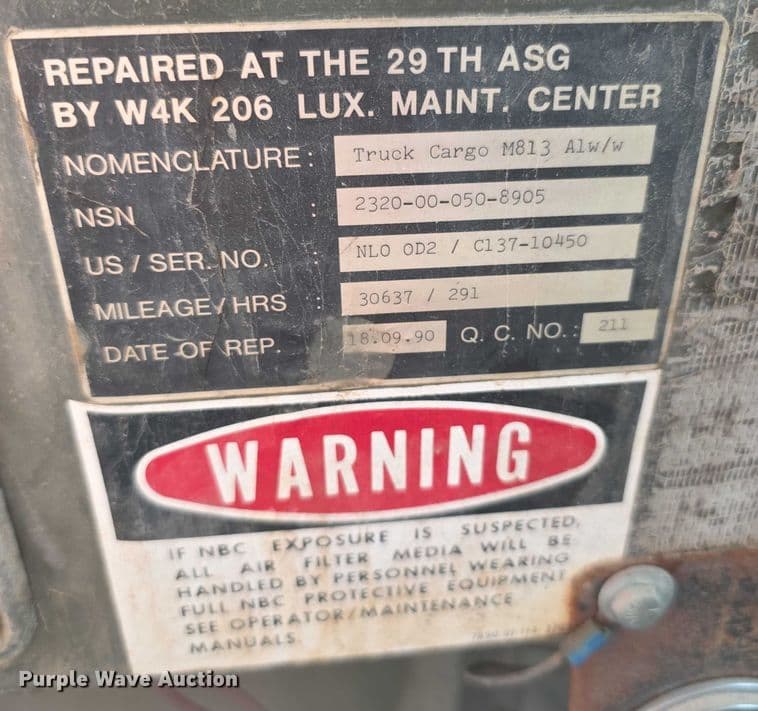 REPAIRED AT THE 29 TH ASG
BY W4K 206 LUX. MAINT. CENTER
NOMENCLATURE : Truck Cargo M813 Alw/w
NSN : 2320-00-050-8905
US / SER. NO. : NLO OD2 / C137-10450
MILEAGE / HRS : 30637 / 291
DATE OF REP. 18.09.90 Q. C. NO. : 211
WARNING
IF NBC EXPOSURE IS SUSPECTED,
ALL AIR FILTER MEDIA WILL BE
HANDLED BY PERSONNEL WEARING
FULL NBC PROTECTIVE EQUIPMENT
SEE OPERATOR/MAINTENANCE
MANUALS.
Purple Wave Auction